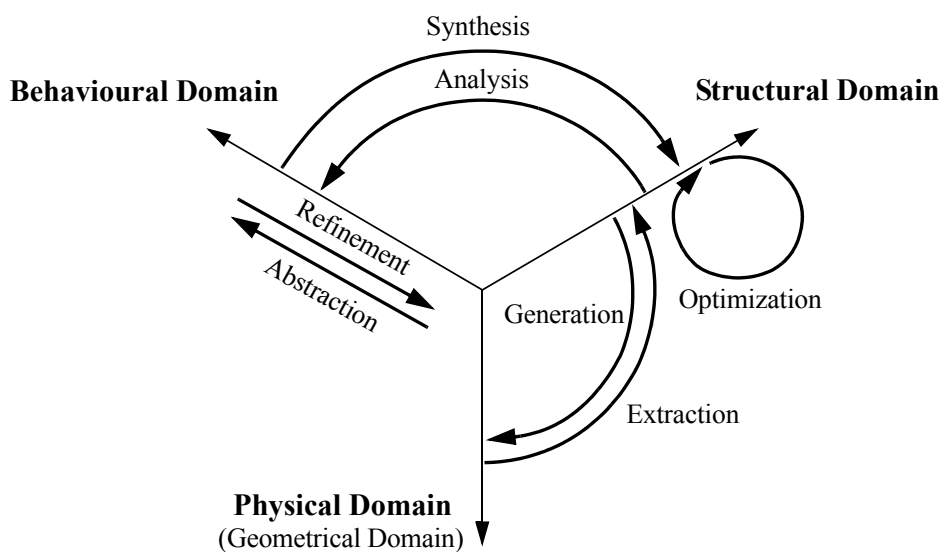 Synthesis
Analysis
Behavioural Domain
Structural Domain
Refinement
Abstraction
Generation
Optimization
Extraction
Physical Domain
(Geometrical Domain)